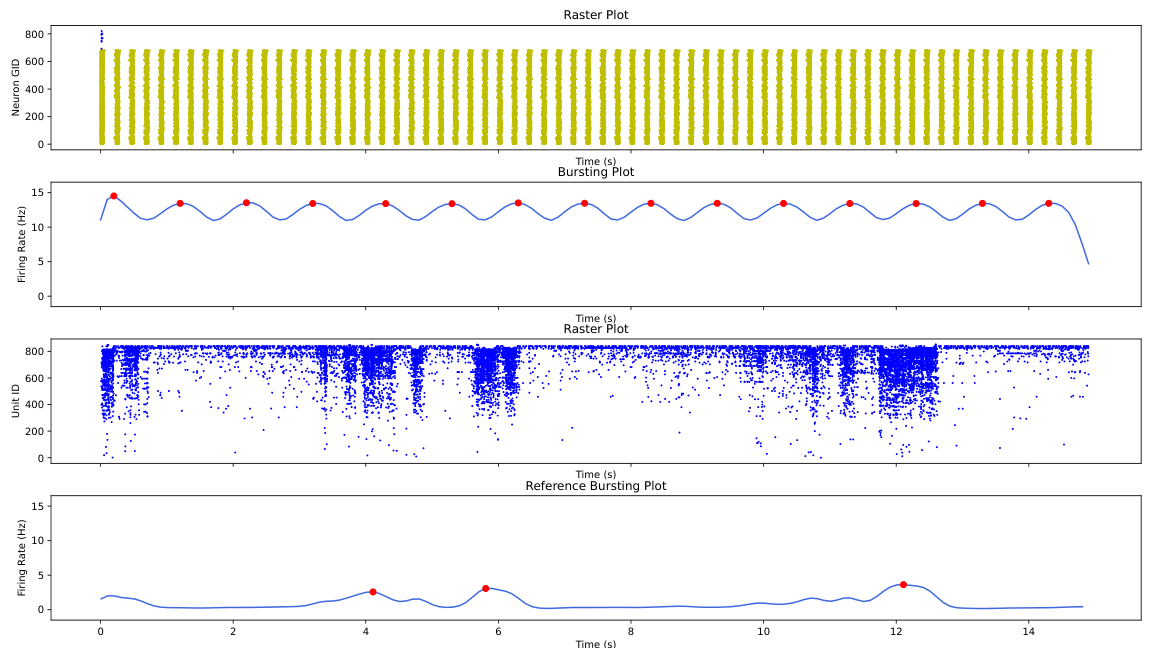 Raster Plot
800
600
400
200
0
Neuron GID
Time (s)
Bursting Plot
15
10
5
0
Firing Rate (Hz)
Time (s)
Raster Plot
800
600
400
200
0
Unit ID
Time (s)
Reference Bursting Plot
15
10
5
0
Firing Rate (Hz)
0 2 4 6 8 10 12 14
Time (s)